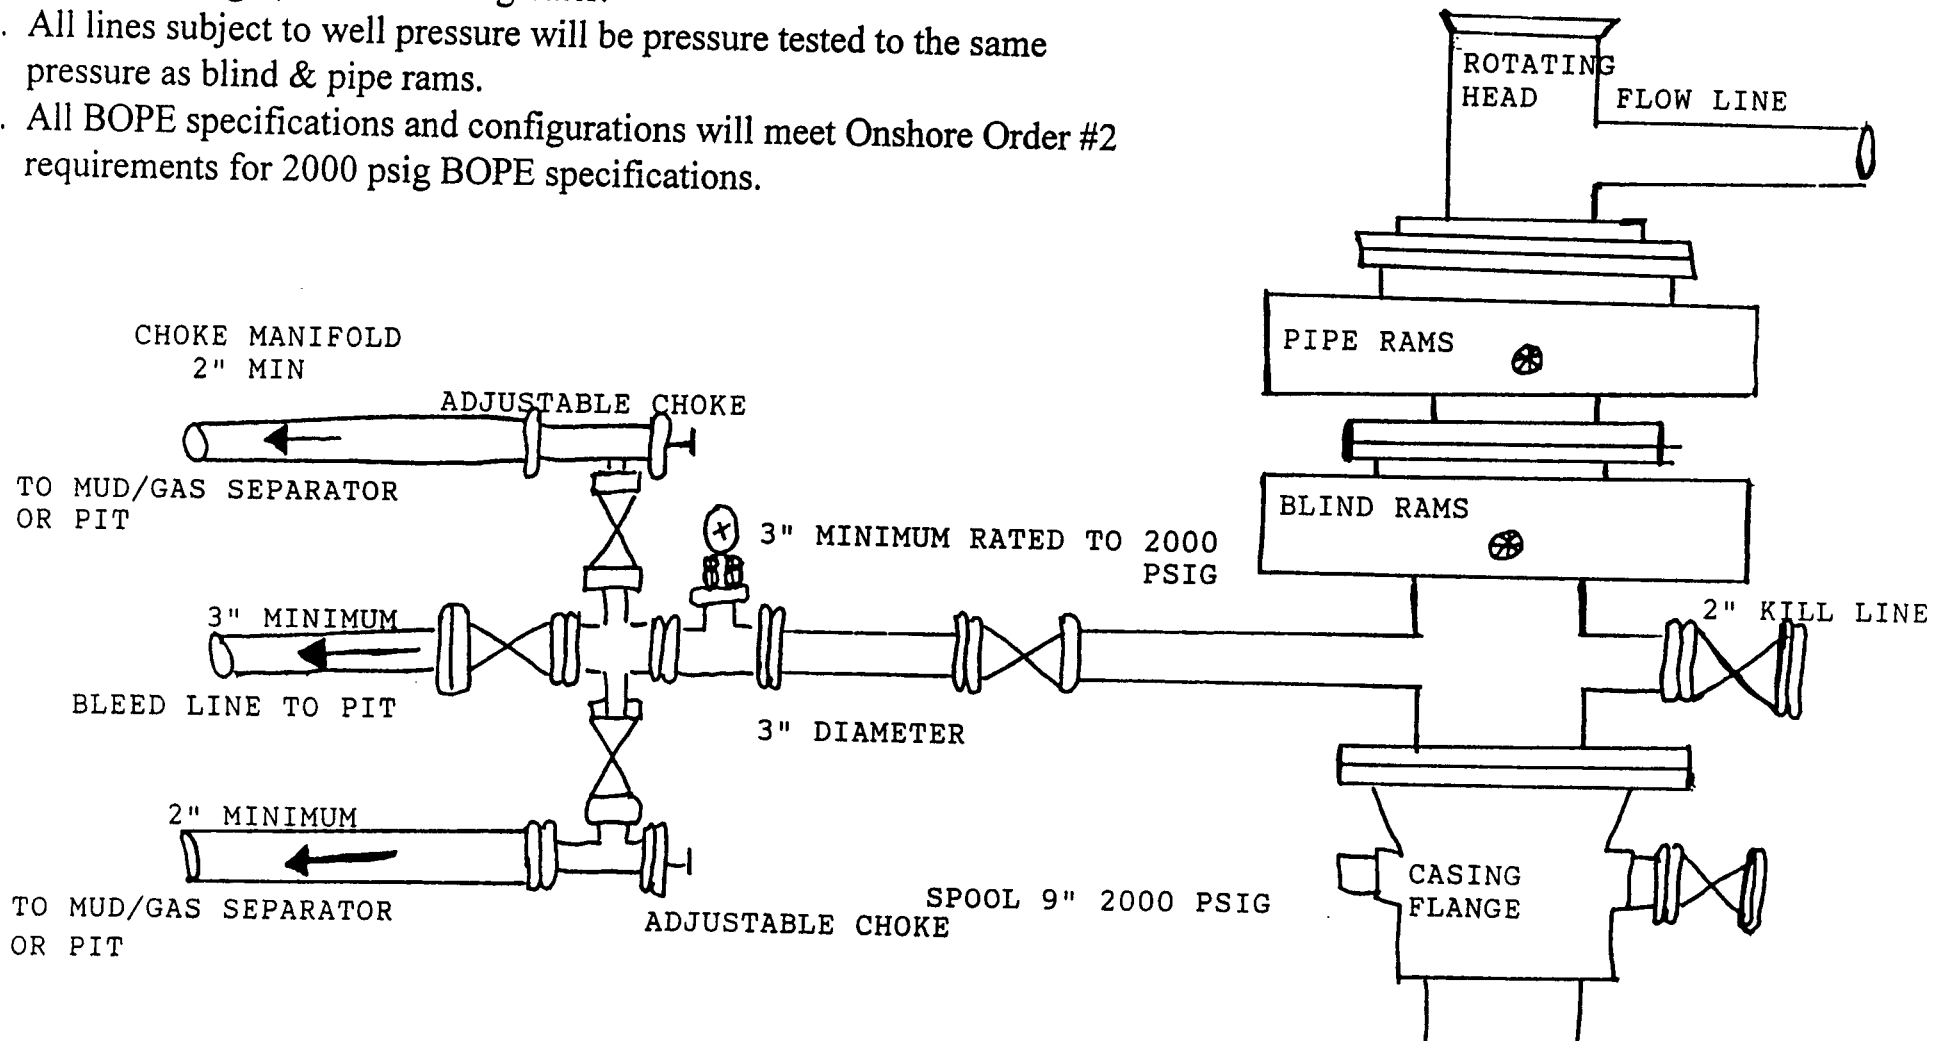 . All lines subject to well pressure will be pressure tested to the same
pressure as blind & pipe rams.
. All BOPE specifications and configurations will meet Onshore Order #2
requirements for 2000 psig BOPE specifications.
ROTATING
HEAD
FLOW LINE
PIPE RAMS
CHOKE MANIFOLD
2" MIN
ADJUSTABLE CHOKE
TO MUD/GAS SEPARATOR
OR PIT
BLIND RAMS
3" MINIMUM RATED TO 2000
PSIG
3" MINIMUM
2" KILL LINE
BLEED LINE TO PIT
3" DIAMETER
2" MINIMUM
TO MUD/GAS SEPARATOR
OR PIT
ADJUSTABLE CHOKE
SPOOL 9" 2000 PSIG
CASING
FLANGE